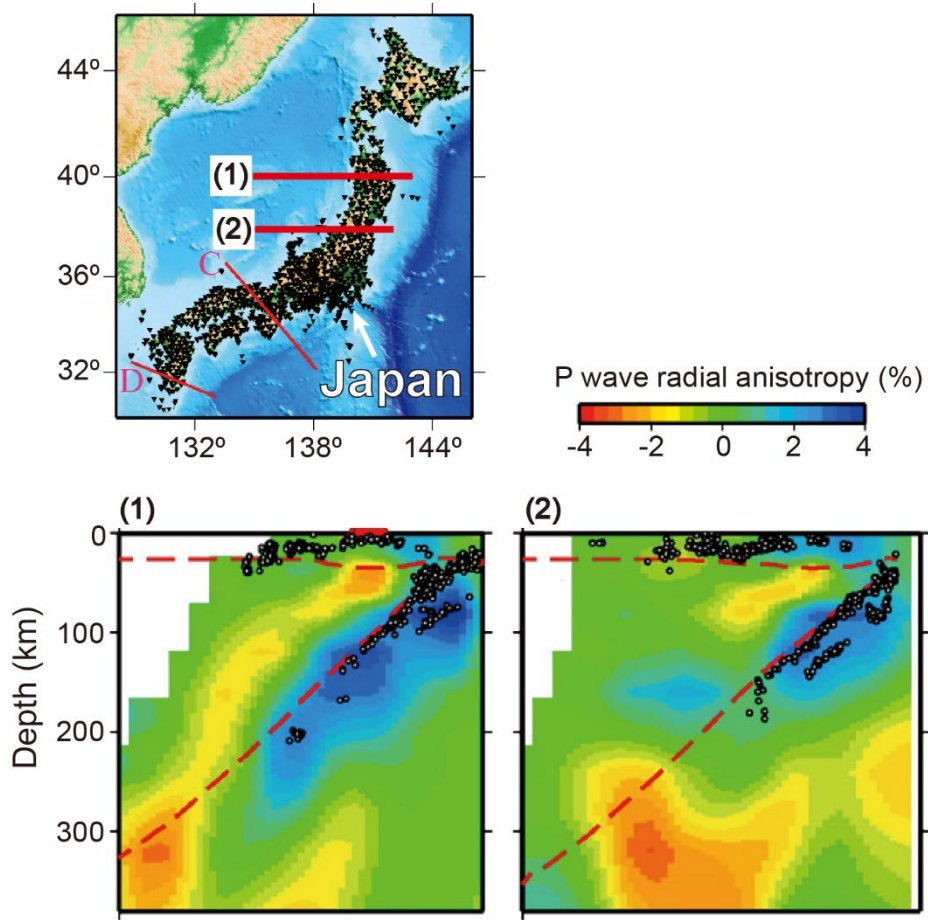 44º
40º
36º
32º
(1)
(2)
C
D
Japan
132º 138º 144º
P wave radial anisotropy (%)
-4 -2 0 2 4
(1)
(2)
Depth (km)
0
100
200
300